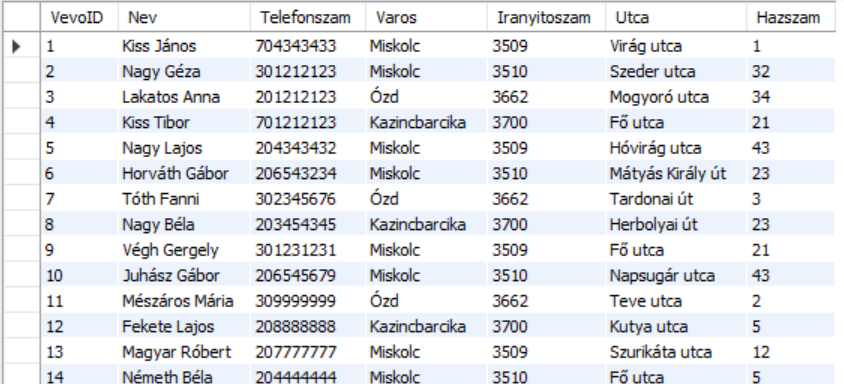 VevoID Nev Telefonszam Varos Iranyitoszam Utca Hazszam
1 Kiss János 704343433 Miskolc 3509 Virág utca 1
2 Nagy Géza 301212123 Miskolc 3510 Szeder utca 32
3 Lakatos Anna 201212123 Ózd 3662 Mogyoró utca 34
4 Kiss Tibor 701212123 Kazincbarcika 3700 Fő utca 21
5 Nagy Lajos 204343432 Miskolc 3509 Hóvirág utca 43
6 Horváth Gábor 206543234 Miskolc 3510 Mátyás Király út 23
7 Tóth Fanni 302345676 Ózd 3662 Tardonai út 3
8 Nagy Béla 203454345 Kazincbarcika 3700 Herbolyai út 23
9 Végh Gergely 301231231 Miskolc 3509 Fő utca 21
10 Juhász Gábor 206545679 Miskolc 3510 Napsugár utca 43
11 Mészáros Mária 309999999 Ózd 3662 Teve utca 2
12 Fekete Lajos 208888888 Kazincbarcika 3700 Kutya utca 5
13 Magyar Róbert 207777777 Miskolc 3509 Szurikáta utca 12
14 Németh Béla 204444444 Miskolc 3510 Fő utca 5